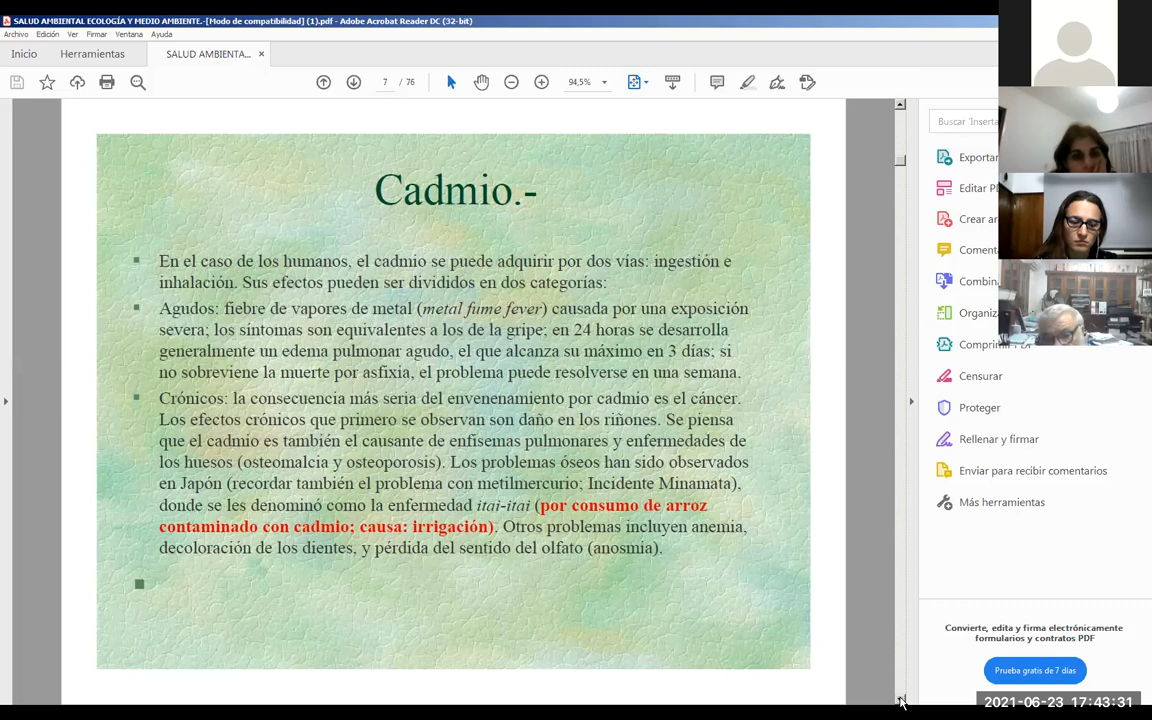 SALUD AMBIENTAL ECOLOGÍA Y MEDIO AMBIENTE.-[Modo de compatibilidad] (1).pdf - Adobe Acrobat Reader DC (32-bit)
Archivo Edición Ver Firmar Ventana Ayuda
Inicio Herramientas SALUD AMBIENTA... ×
7 / 76 94,5%
Buscar 'Inserta
Cadmio.-
En el caso de los humanos, el cadmio se puede adquirir por dos vías: ingestión e
inhalación. Sus efectos pueden ser divididos en dos categorías:
Agudos: fiebre de vapores de metal (metal fume fever) causada por una exposición
severa; los síntomas son equivalentes a los de la gripe; en 24 horas se desarrolla
generalmente un edema pulmonar agudo, el que alcanza su máximo en 3 días; si
no sobreviene la muerte por asfixia, el problema puede resolverse en una semana.
Crónicos: la consecuencia más seria del envenenamiento por cadmio es el cáncer.
Los efectos crónicos que primero se observan son daño en los riñones. Se piensa
que el cadmio es también el causante de enfisemas pulmonares y enfermedades de
los huesos (osteomalcia y osteoporosis). Los problemas óseos han sido observados
en Japón (recordar también el problema con metilmercurio; Incidente Minamata),
donde se les denominó como la enfermedad itai-itai (por consumo de arroz
contaminado con cadmio; causa: irrigación). Otros problemas incluyen anemia,
decoloración de los dientes, y pérdida del sentido del olfato (anosmia).
Exportar
Editar P
Crear ar
Comenta
Combin
Organiz
Comprimir PDF
Censurar
Proteger
Rellenar y firmar
Enviar para recibir comentarios
Más herramientas
Convierte, edita y firma electrónicamente
formularios y contratos PDF
Prueba gratis de 7 días
2021-06-23 17:43:31